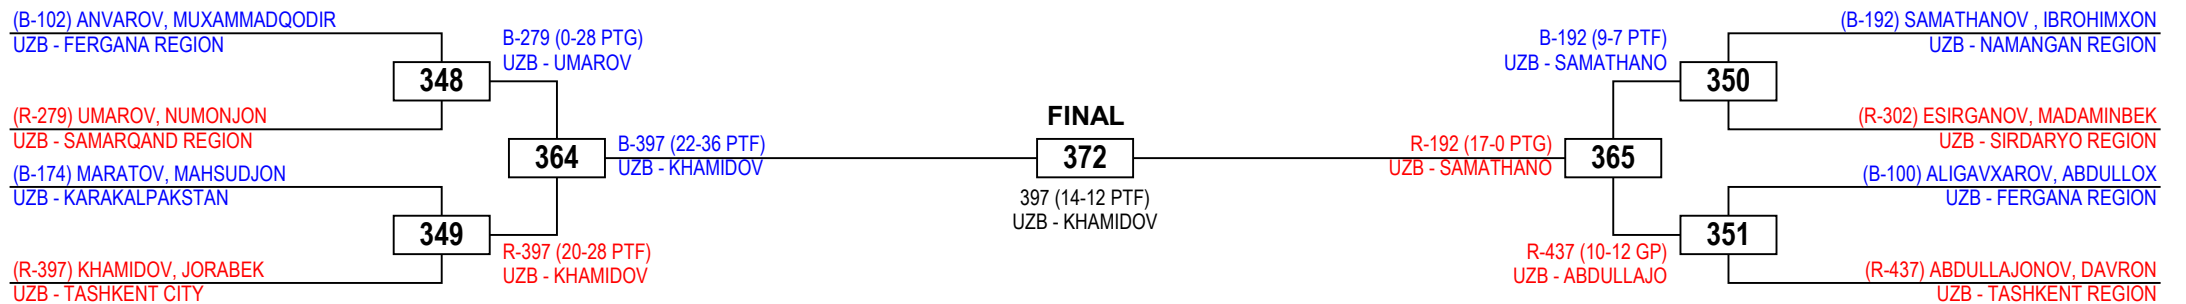 (B-102) ANVAROV, MUXAMMADQODIR
UZB - FERGANA REGION
B-279 (0-28 PTG)
UZB - UMAROV
348
(R-279) UMAROV, NUMONJON
UZB - SAMARQAND REGION
364
B-397 (22-36 PTF)
UZB - KHAMIDOV
(B-174) MARATOV, MAHSUDJON
UZB - KARAKALPAKSTAN
349
R-397 (20-28 PTF)
UZB - KHAMIDOV
(R-397) KHAMIDOV, JORABEK
UZB - TASHKENT CITY
FINAL
372
397 (14-12 PTF)
UZB - KHAMIDOV
(B-192) SAMATHANOV , IBROHIMXON
UZB - NAMANGAN REGION
B-192 (9-7 PTF)
UZB - SAMATHANO
350
(R-302) ESIRGANOV, MADAMINBEK
UZB - SIRDARYO REGION
R-192 (17-0 PTG)
UZB - SAMATHANO
365
(B-100) ALIGAVXAROV, ABDULLOX
UZB - FERGANA REGION
351
R-437 (10-12 GP)
UZB - ABDULLAJO
(R-437) ABDULLAJONOV, DAVRON
UZB - TASHKENT REGION